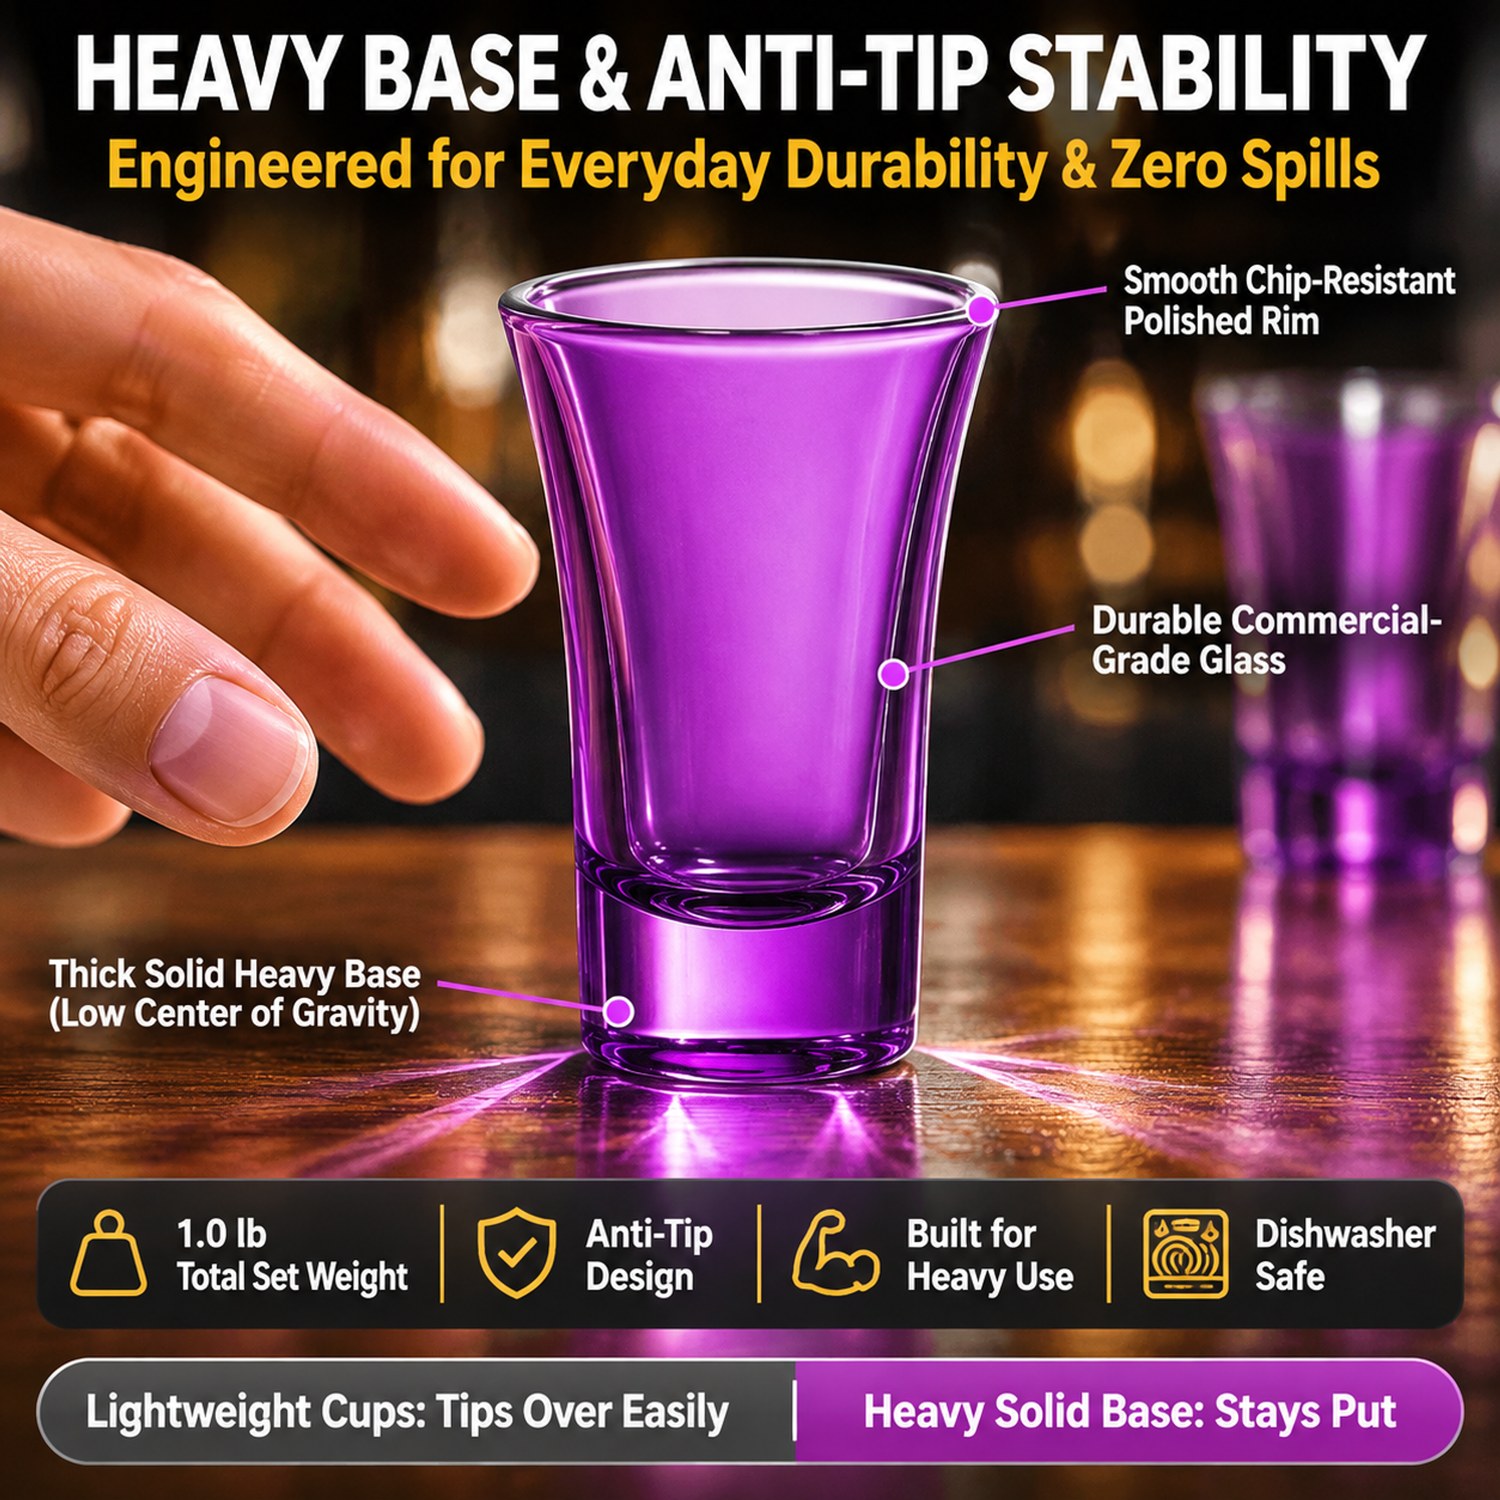 HEAVY BASE & ANTI-TIP STABILITY
Engineered for Everyday Durability & Zero Spills
Smooth Chip-Resistant
Polished Rim
Durable Commercial-
Grade Glass
Thick Solid Heavy Base
(Low Center of Gravity)
1.0 lb
Total Set Weight
Anti-Tip
Design
Built for
Heavy Use
Dishwasher
Safe
Lightweight Cups: Tips Over Easily
Heavy Solid Base: Stays Put